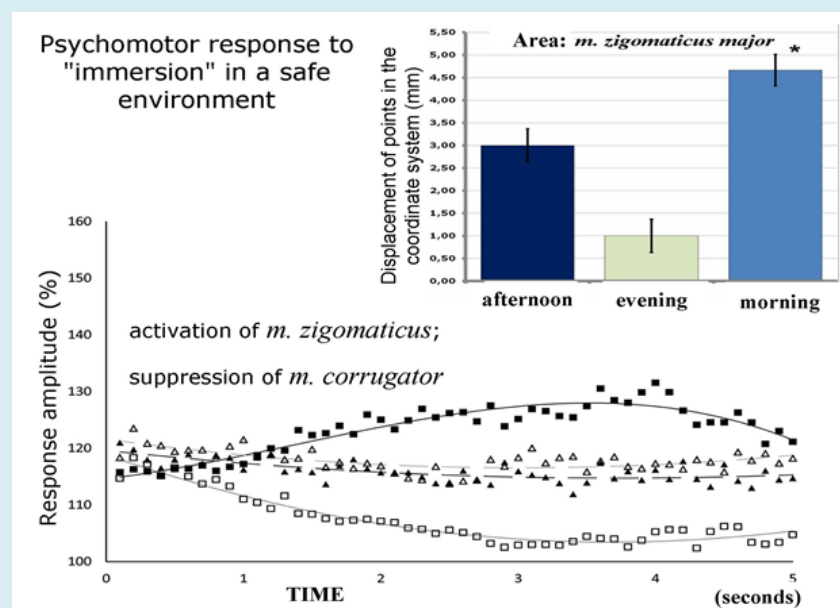 Psychomotor response to
"immersion" in a safe
environment
Area: m. zigomaticus major
*
Displacement of points in the
coordinate system (mm)
5,50
5,00
4,50
4,00
3,50
3,00
2,50
2,00
1,50
1,00
0,50
0,00
afternoon evening morning
Response amplitude (%)
160
150
140
130
120
110
100
activation of m. zigomaticus;
suppression of m. corrugator
0 1 2 3 4 5
TIME (seconds)